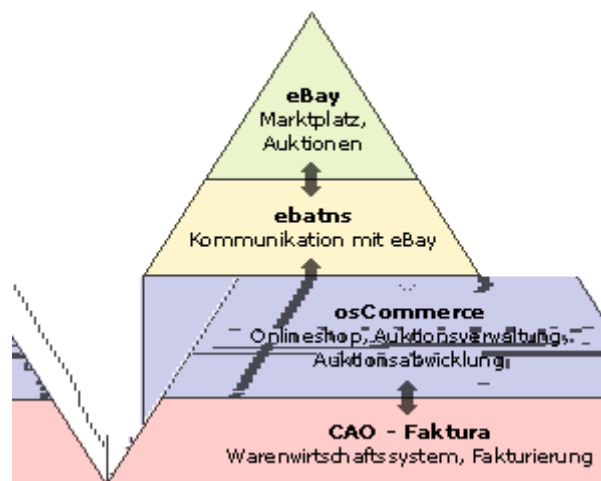 eBay
Marktplatz,
Auktionen
ebatns
Kommunikation mit eBay
osCommerce
Onlineshop, Auktionsverwaltung,
Auktionsabwicklung
CAO - Faktura
Warenwirtschaftssystem, Fakturierung